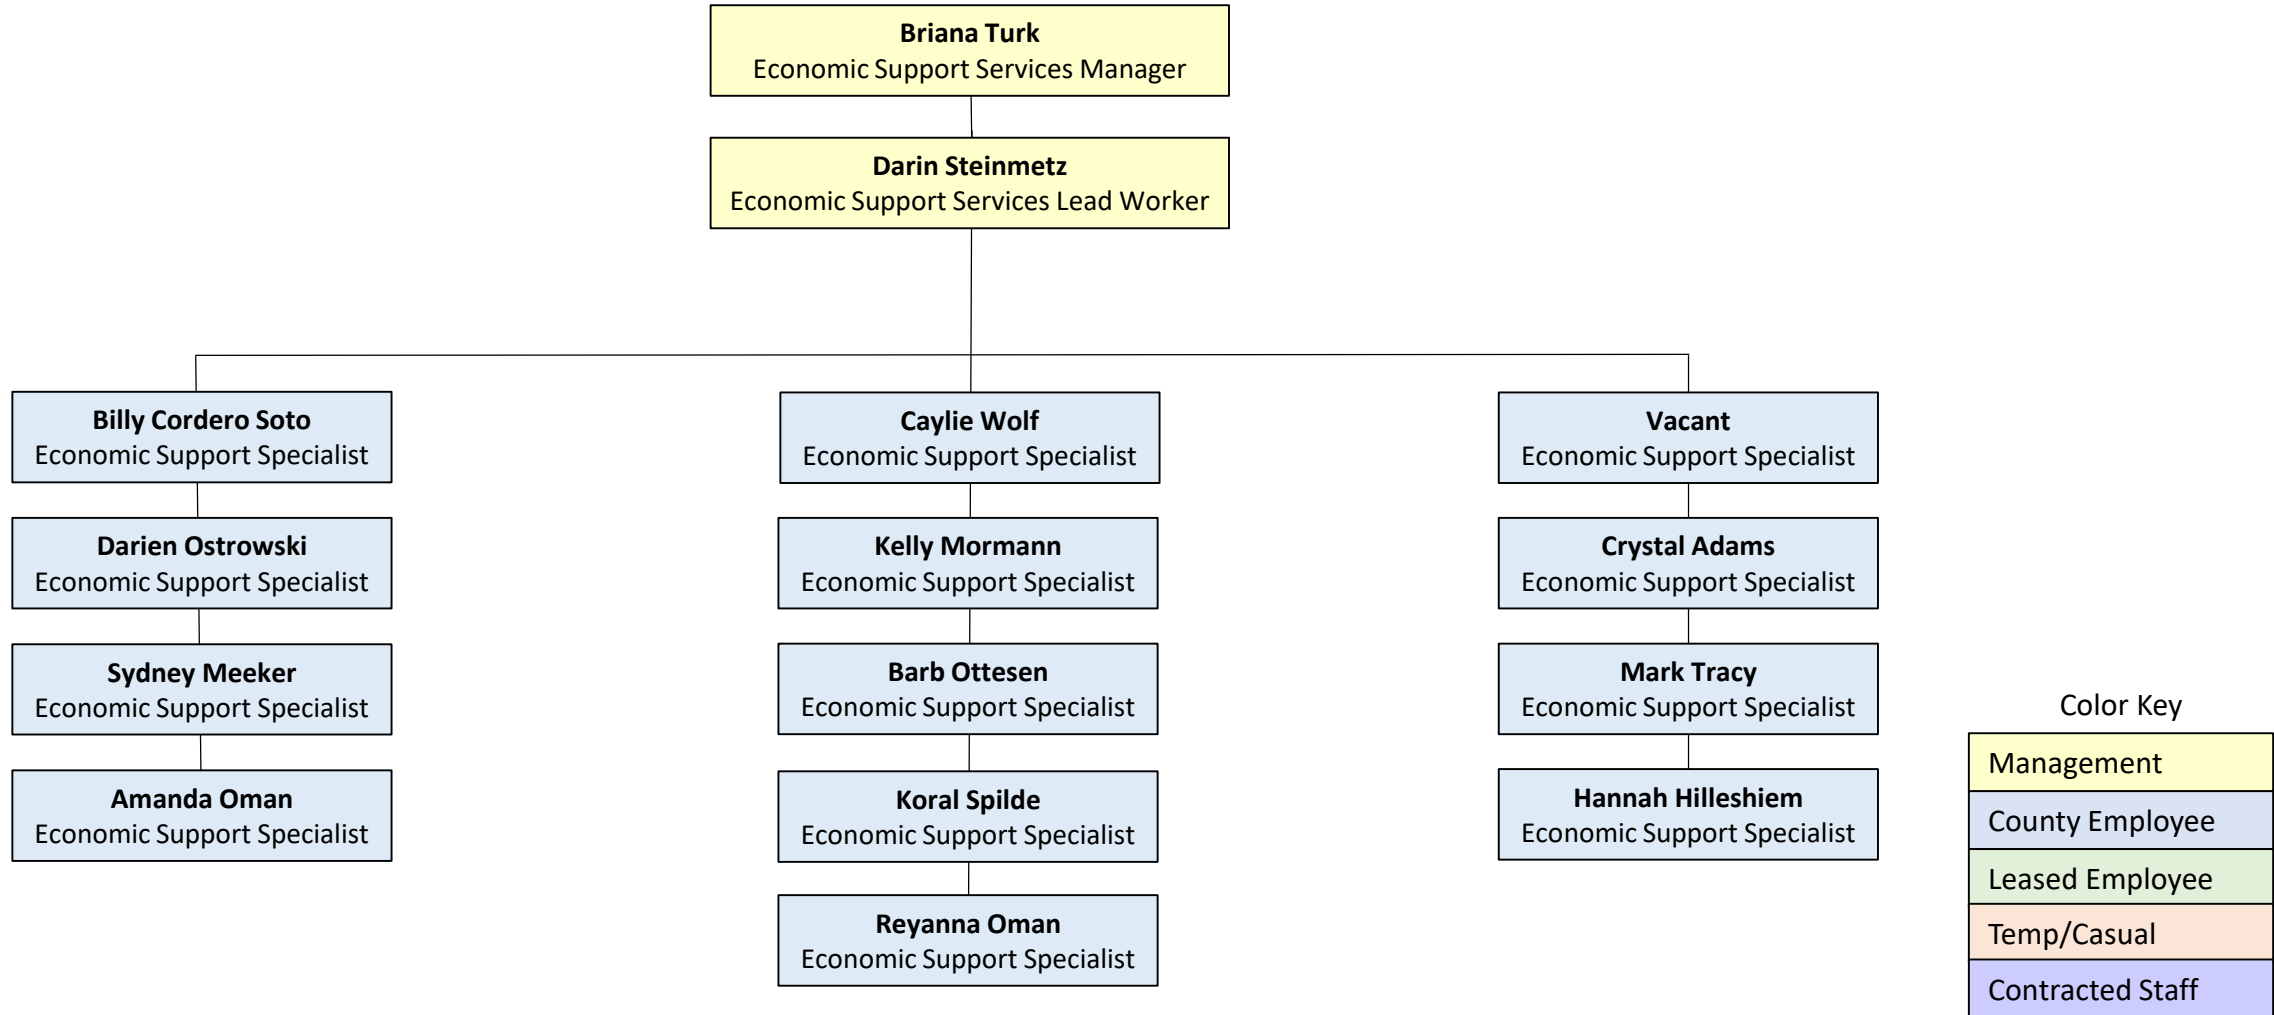 Briana Turk
Economic Support Services Manager
Darin Steinmetz
Economic Support Services Lead Worker
Billy Cordero Soto
Economic Support Specialist
Darien Ostrowski
Economic Support Specialist
Sydney Meeker
Economic Support Specialist
Amanda Oman
Economic Support Specialist
Caylie Wolf
Economic Support Specialist
Kelly Mormann
Economic Support Specialist
Barb Ottesen
Economic Support Specialist
Koral Spilde
Economic Support Specialist
Reyanna Oman
Economic Support Specialist
Vacant
Economic Support Specialist
Crystal Adams
Economic Support Specialist
Mark Tracy
Economic Support Specialist
Hannah Hilleshiem
Economic Support Specialist
Color Key
Management
County Employee
Leased Employee
Temp/Casual
Contracted Staff